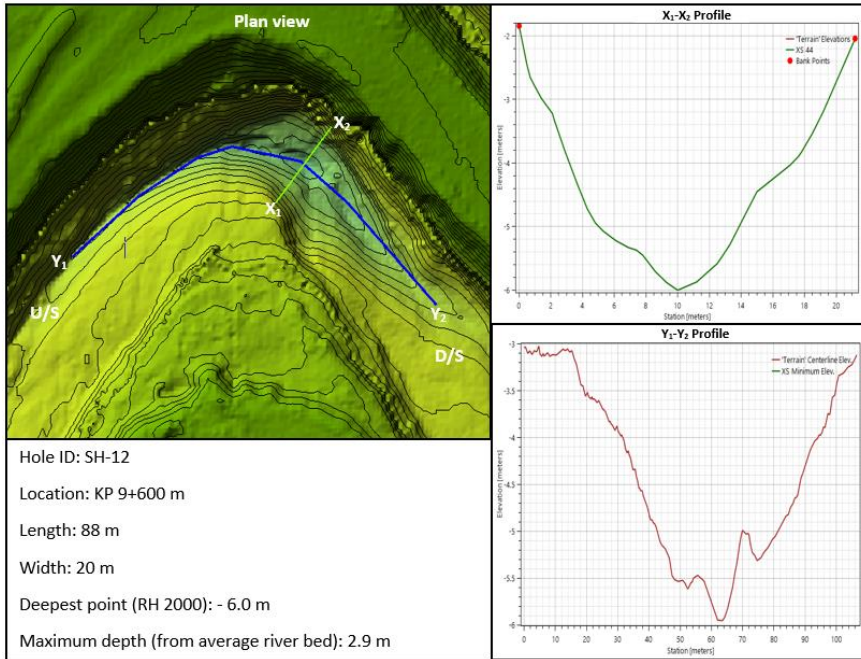 Plan view
X₂
X₁
Y₁
U/S
Y₂
D/S
X₁-X₂ Profile
'Terrain' Elevations
XS 44
Bank Points
-2
-3
-4
-5
-6
Elevation [meters]
0 2 4 6 8 10 12 14 16 18 20
Station [meters]
Y₁-Y₂ Profile
'Terrain' Centerline Elev.
XS Minimum Elev.
-3
-3.5
-4
-4.5
-5
-5.5
-6
Elevation [meters]
0 10 20 30 40 50 60 70 80 90 100
Station [meters]
Hole ID: SH-12
Location: KP 9+600 m
Length: 88 m
Width: 20 m
Deepest point (RH 2000): - 6.0 m
Maximum depth (from average river bed): 2.9 m